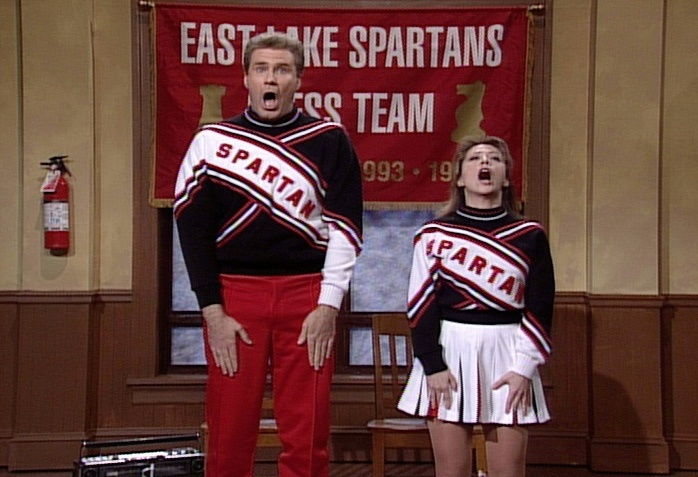 EAST LAKE SPARTANS
ESS TEAM
993 • 19
SPARTAN
SPARTAN